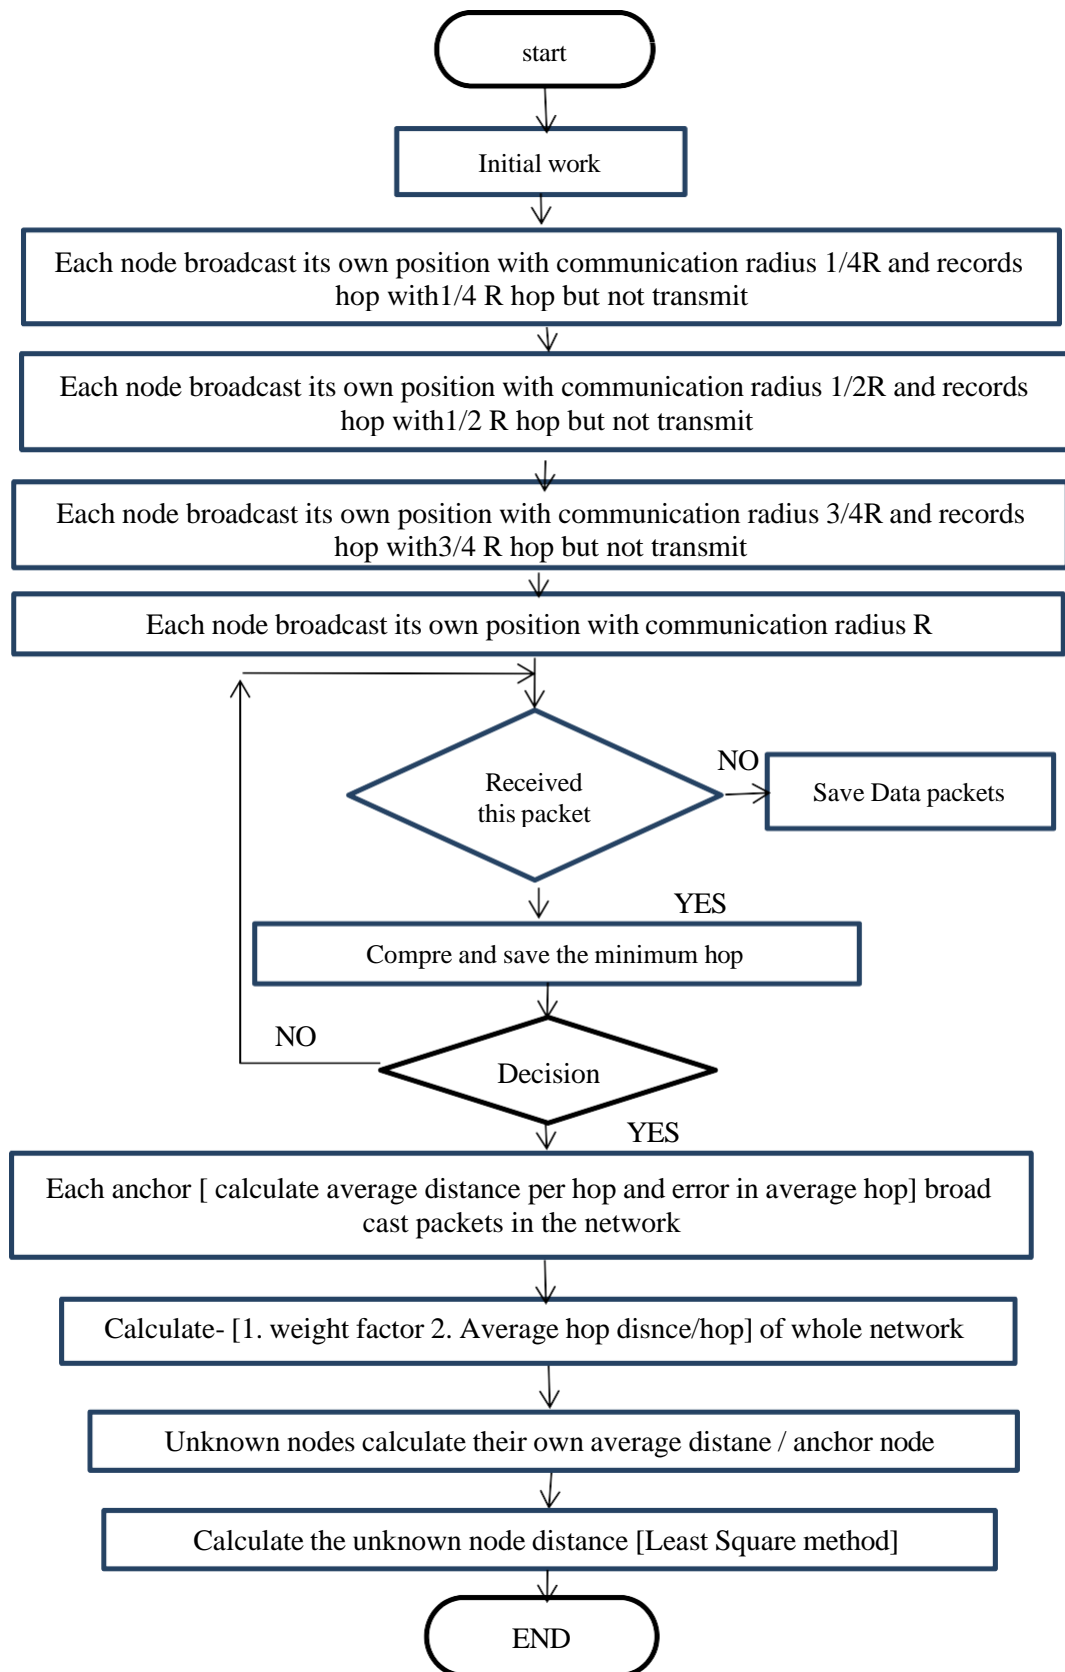 start
Initial work
Each node broadcast its own position with communication radius 1/4R and records
hop with1/4 R hop but not transmit
Each node broadcast its own position with communication radius 1/2R and records
hop with1/2 R hop but not transmit
Each node broadcast its own position with communication radius 3/4R and records
hop with3/4 R hop but not transmit
Each node broadcast its own position with communication radius R
Received
this packet
NO
Save Data packets
YES
Compre and save the minimum hop
NO
Decision
YES
Each anchor [ calculate average distance per hop and error in average hop] broad
cast packets in the network
Calculate- [1. weight factor 2. Average hop disnce/hop] of whole network
Unknown nodes calculate their own average distane / anchor node
Calculate the unknown node distance [Least Square method]
END